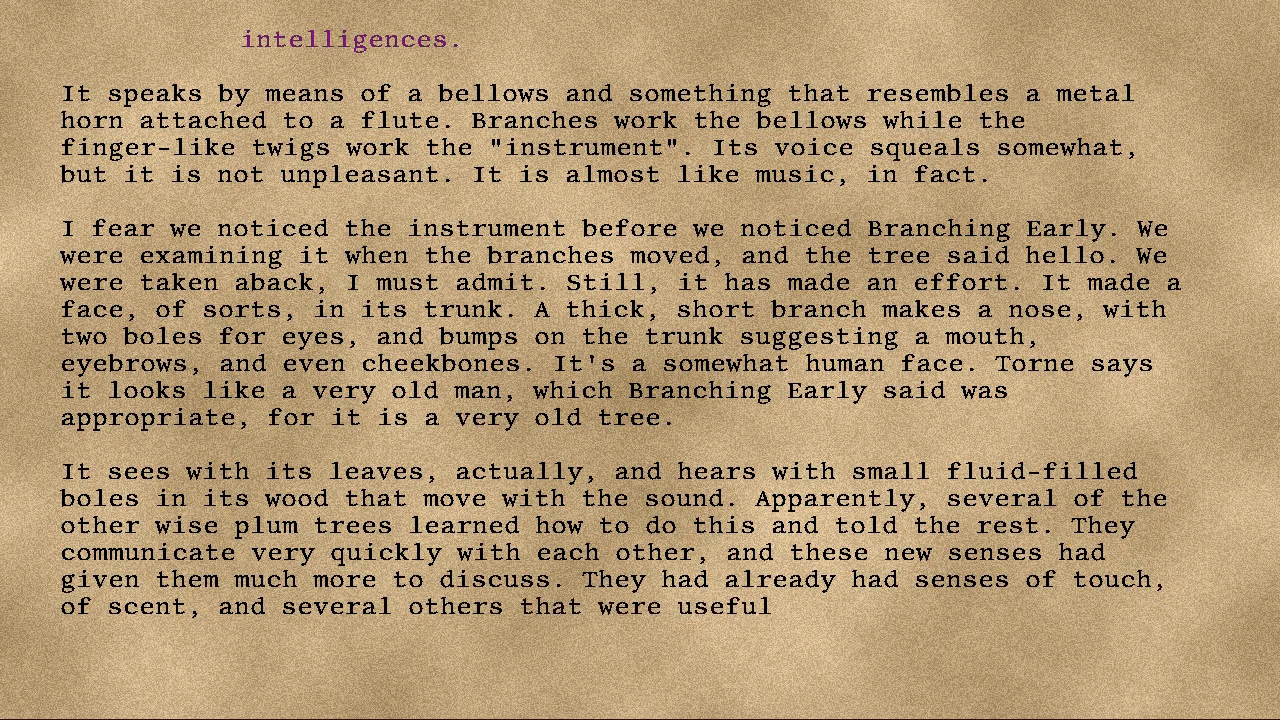 intelligences.
It speaks by means of a bellows and something that resembles a metal
horn attached to a flute. Branches work the bellows while the
finger-like twigs work the "instrument". Its voice squeals somewhat,
but it is not unpleasant. It is almost like music, in fact.
I fear we noticed the instrument before we noticed Branching Early. We
were examining it when the branches moved, and the tree said hello. We
were taken aback, I must admit. Still, it has made an effort. It made a
face, of sorts, in its trunk. A thick, short branch makes a nose, with
two boles for eyes, and bumps on the trunk suggesting a mouth,
eyebrows, and even cheekbones. It's a somewhat human face. Torne says
it looks like a very old man, which Branching Early said was
appropriate, for it is a very old tree.
It sees with its leaves, actually, and hears with small fluid-filled
boles in its wood that move with the sound. Apparently, several of the
other wise plum trees learned how to do this and told the rest. They
communicate very quickly with each other, and these new senses had
given them much more to discuss. They had already had senses of touch,
of scent, and several others that were useful